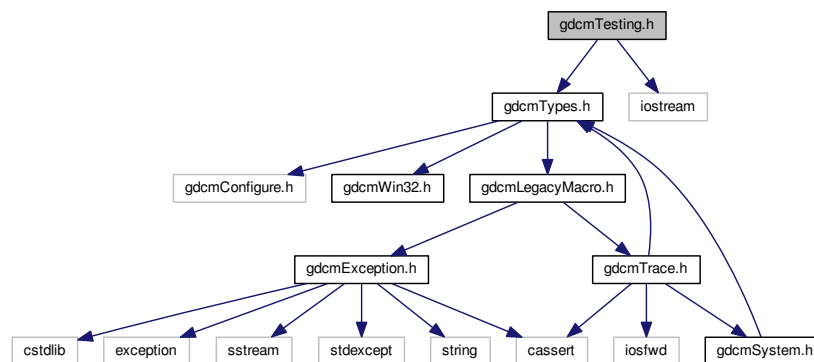 gdcmTesting.h
gdcmTypes.h
iostream
gdcmConfigure.h
gdcmWin32.h
gdcmLegacyMacro.h
gdcmException.h
gdcmTrace.h
cstdlib
exception
sstream
stdexcept
string
cassert
iosfwd
gdcmSystem.h